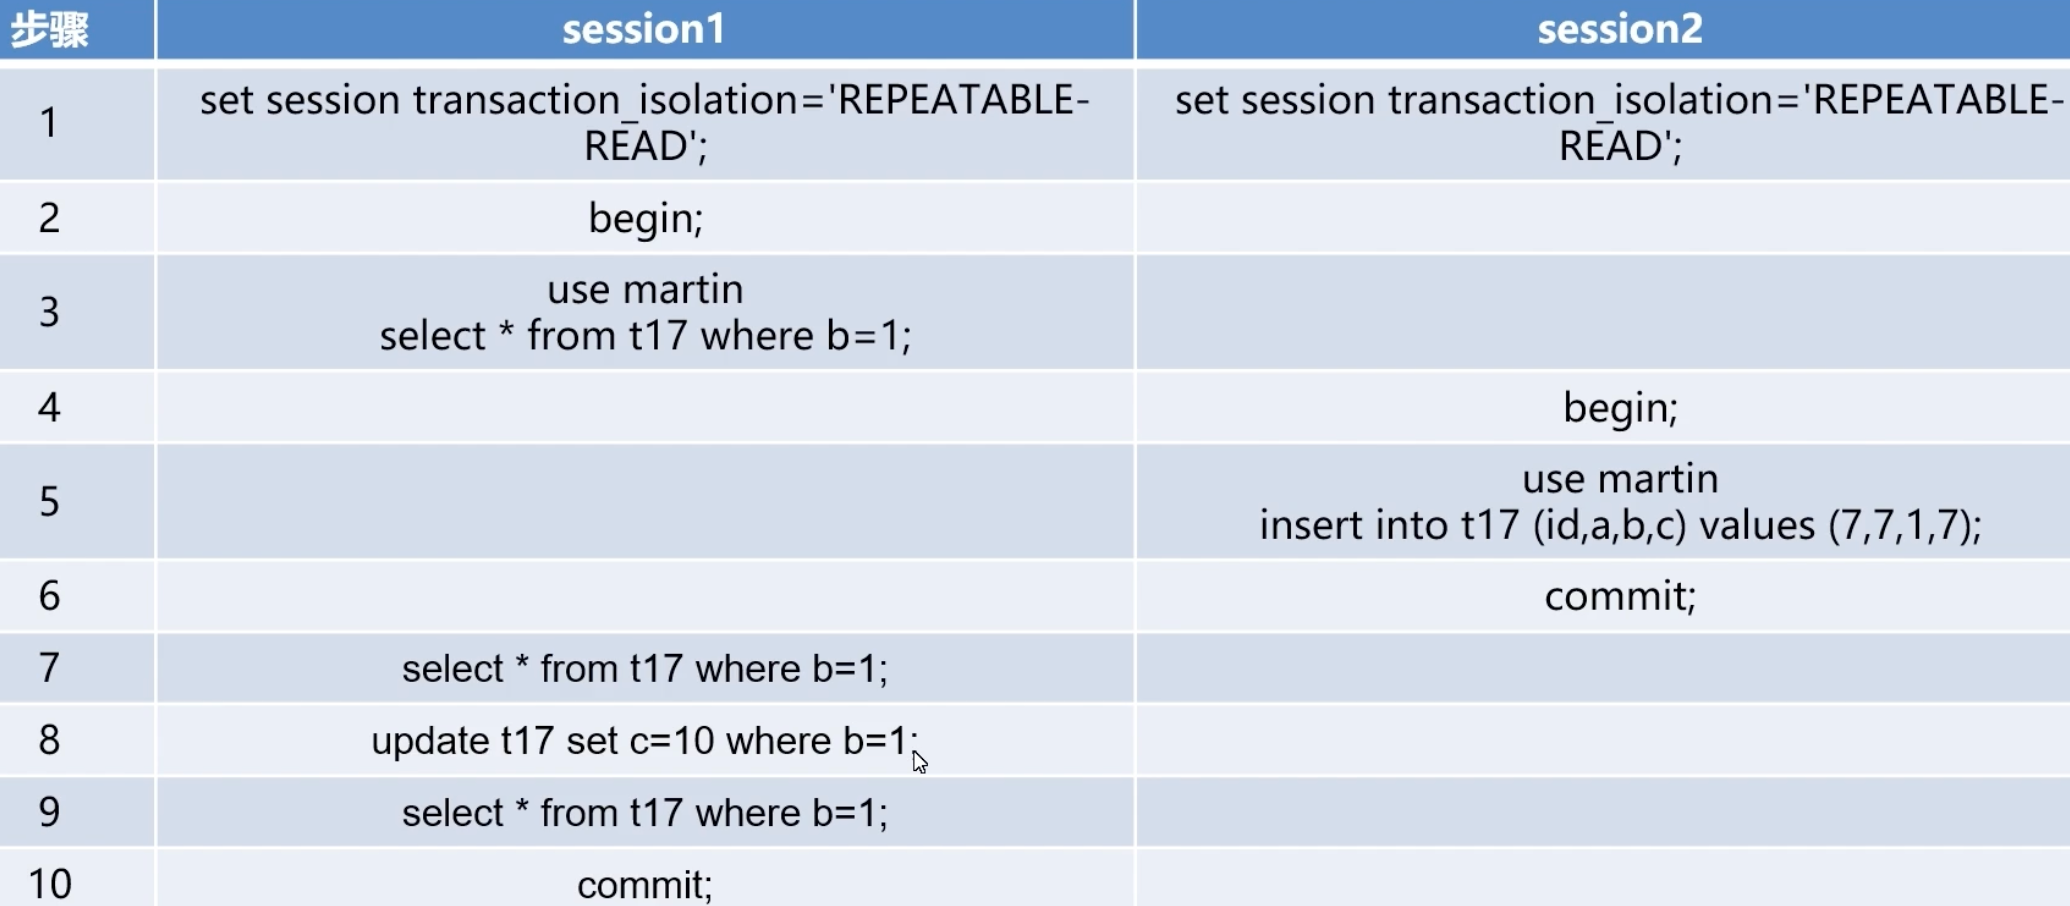 步骤 session1 session2
1 set session transaction_isolation='REPEATABLE- set session transaction_isolation='REPEATABLE-
READ'; READ';
2 begin;
3 use martin
select * from t17 where b=1;
4 begin;
5 use martin
insert into t17 (id,a,b,c) values (7,7,1,7);
6 commit;
7 select * from t17 where b=1;
8 update t17 set c=10 where b=1;
9 select * from t17 where b=1;
10 commit;